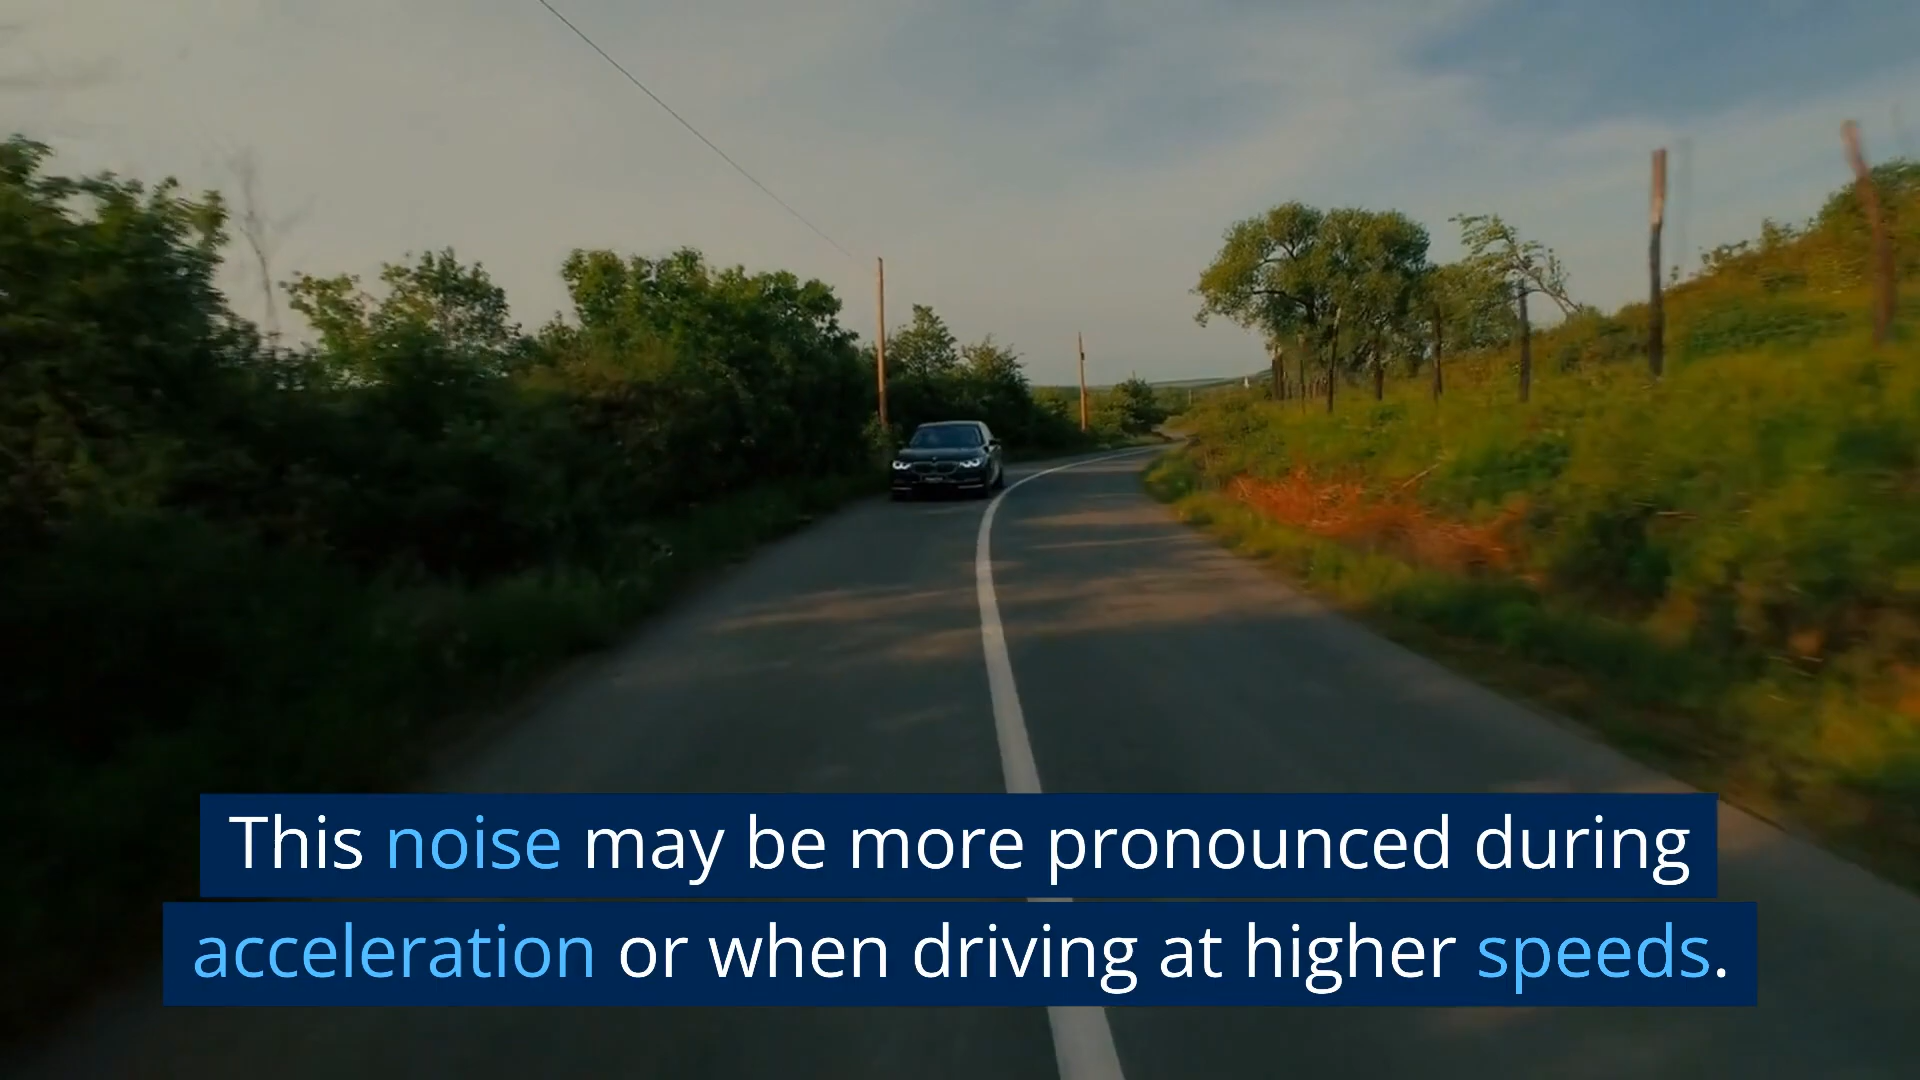 This noise may be more pronounced during
acceleration or when driving at higher speeds.